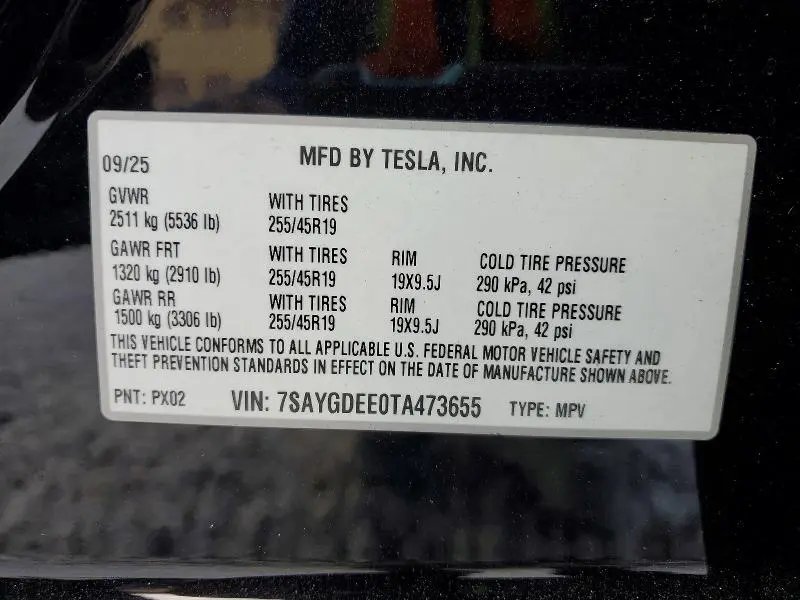 09/25 MFD BY TESLA, INC.
GVWR WITH TIRES
2511 kg (5536 lb) 255/45R19
GAWR FRT WITH TIRES RIM COLD TIRE PRESSURE
1320 kg (2910 lb) 255/45R19 19X9.5J 290 kPa, 42 psi
GAWR RR WITH TIRES RIM COLD TIRE PRESSURE
1500 kg (3306 lb) 255/45R19 19X9.5J 290 kPa, 42 psi
THIS VEHICLE CONFORMS TO ALL APPLICABLE U.S. FEDERAL MOTOR VEHICLE SAFETY AND
THEFT PREVENTION STANDARDS IN EFFECT ON THE DATE OF MANUFACTURE SHOWN ABOVE.
PNT: PX02 VIN: 7SAYGDEE0TA473655 TYPE: MPV